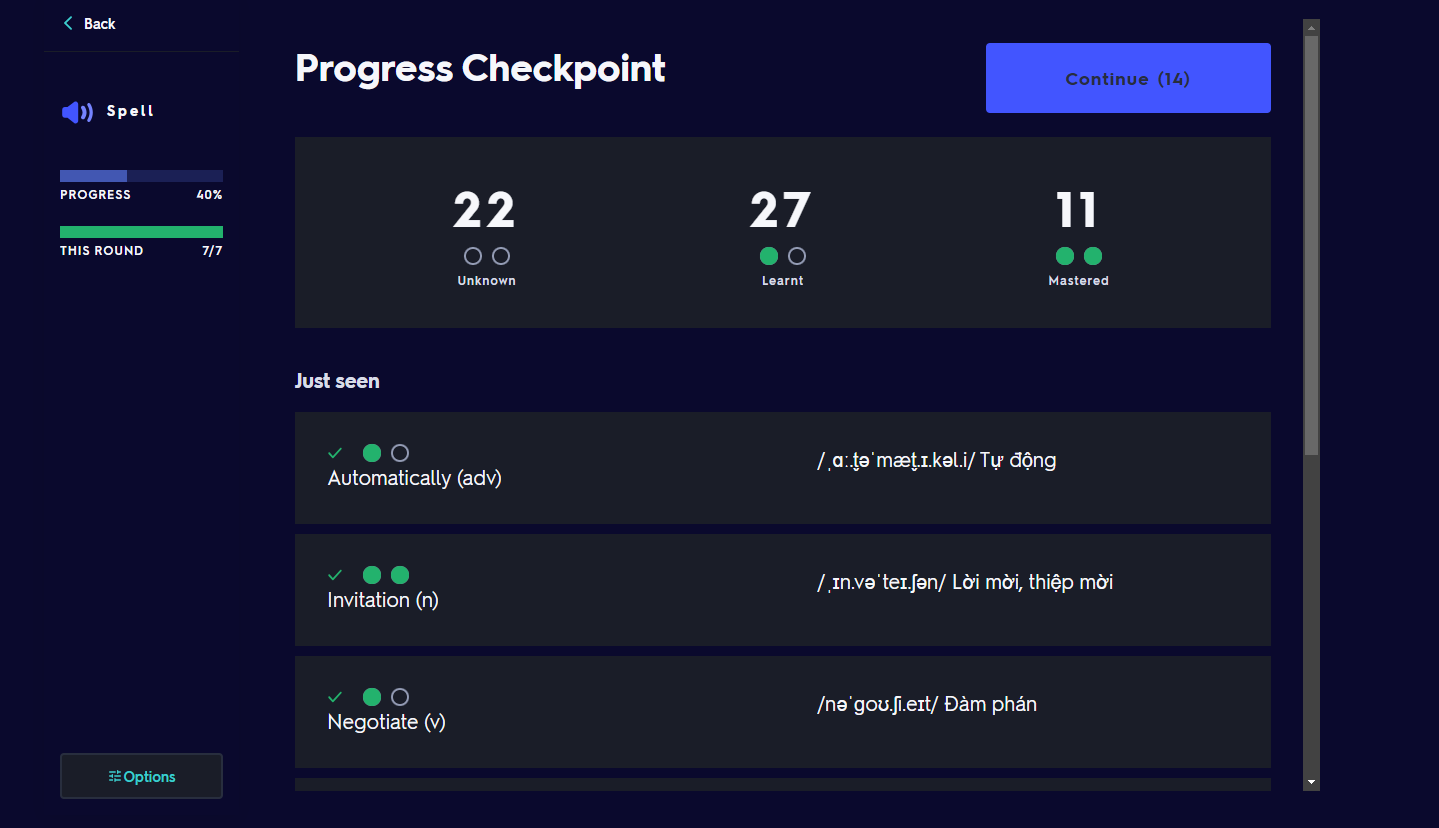 Back
Spell
PROGRESS 40%
THIS ROUND 7/7
Options
Progress Checkpoint
Continue (14)
22
Unknown
27
Learnt
11
Mastered
Just seen
Automatically (adv)
/ˌɑː.t̬əˈmæt̬.ɪ.kəl.i/ Tự động
Invitation (n)
/ˌɪn.vəˈteɪ.ʃən/ Lời mời, thiệp mời
Negotiate (v)
/nəˈɡoʊ.ʃi.eɪt/ Đàm phán